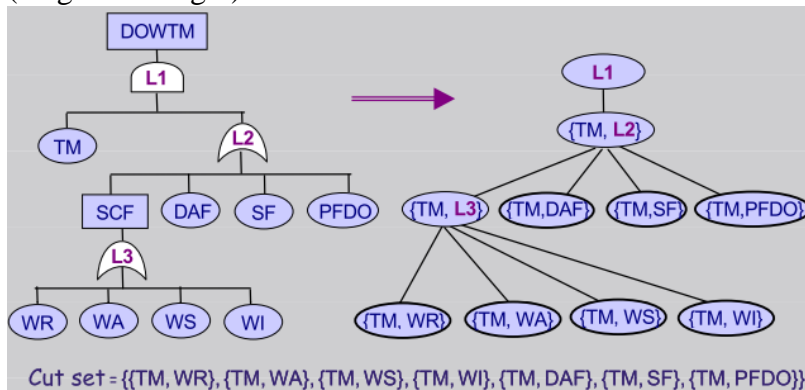 DOWTM
L1
L1
TM
L2
{TM, L2}
SCF
DAF
SF
PFDO
{TM, L3}
{TM,DAF}
{TM,SF}
{TM,PFDO}
L3
WR
WA
WS
WI
{TM, WR}
{TM, WA}
{TM, WS}
{TM, WI}
Cut set = {{TM, WR}, {TM, WA}, {TM, WS}, {TM, WI}, {TM, DAF}, {TM, SF}, {TM, PFDO}}